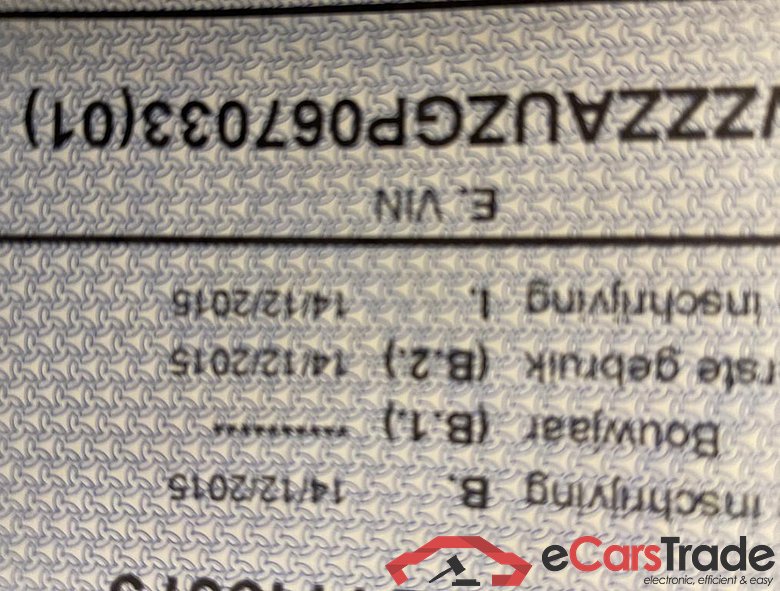 inschrijving B. 14/12/2015
Bouwjaar (B.1.) **********
rste gebruik (B.2.) 14/12/2015
inschrijving I. 14/12/2015
E. VIN
ZZZAUZGP067033(01)
eCarsTrade
electronic, efficient & easy